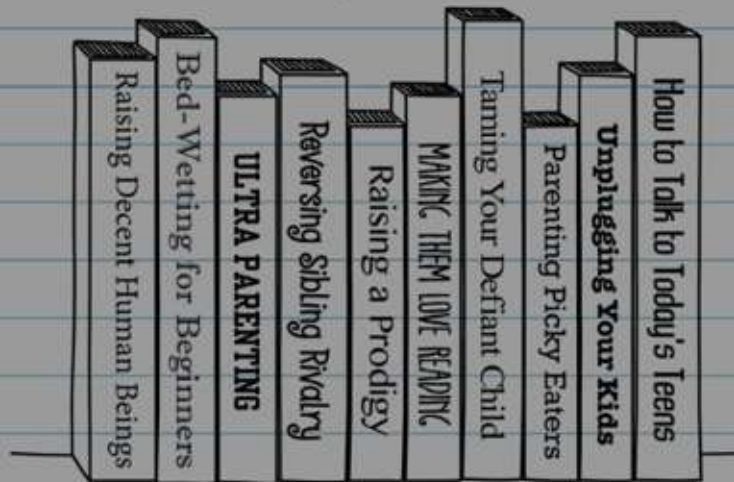 Raising Decent Human Beings
Bed-Wetting for Beginners
ULTRA PARENTING
Reversing Sibling Rivalry
Raising a Prodigy
MAKING THEM LOVE READING
Taming Your Defiant Child
Parenting Picky Eaters
Unplugging Your Kids
How to Talk to Today's Teens